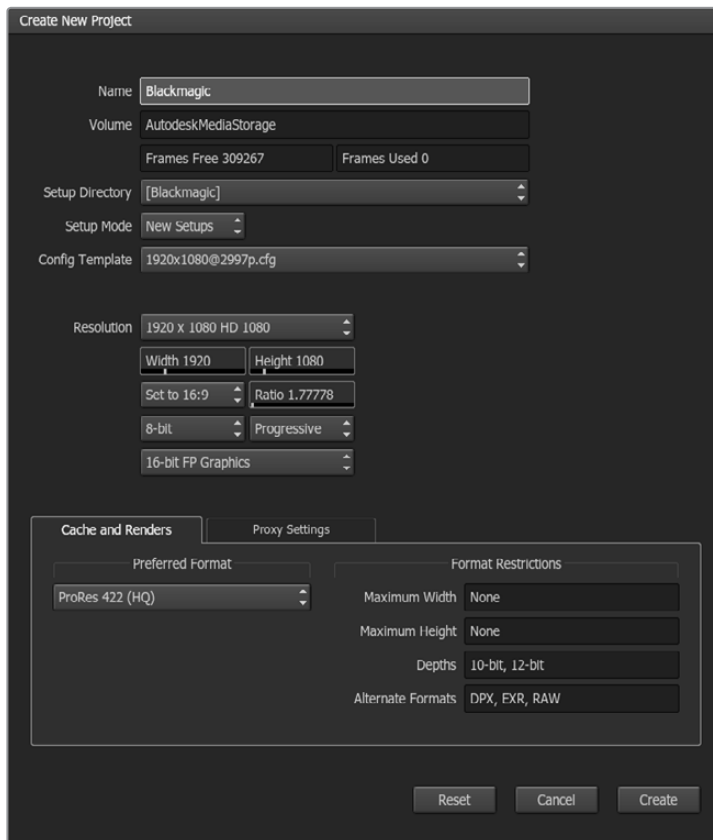 Create New Project
Name Blackmagic
Volume AutodeskMediaStorage
Frames Free 309267 Frames Used 0
Setup Directory [Blackmagic]
Setup Mode New Setups
Config Template 1920x1080@2997p.cfg
Resolution 1920 x 1080 HD 1080
Width 1920 Height 1080
Set to 16:9 Ratio 1.77778
8-bit Progressive
16-bit FP Graphics
Cache and Renders Proxy Settings
Preferred Format Format Restrictions
ProRes 422 (HQ) Maximum Width None
Maximum Height None
Depths 10-bit, 12-bit
Alternate Formats DPX, EXR, RAW
Reset Cancel Create